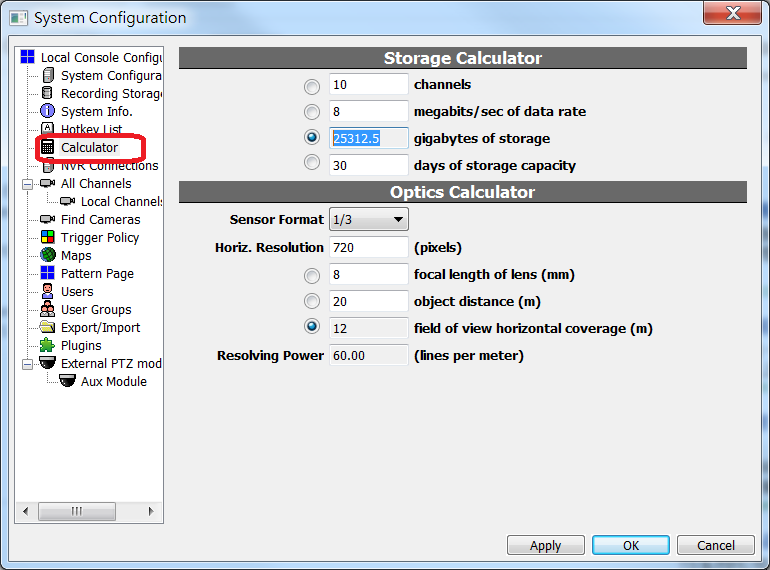 System Configuration
Local Console Configu
System Configura
Recording Storage
System Info.
Hotkey List
Calculator
NVR Connections
All Channels
Local Channels
Find Cameras
Trigger Policy
Maps
Pattern Page
Users
User Groups
Export/Import
Plugins
External PTZ mod
Aux Module
Storage Calculator
10 channels
8 megabits/sec of data rate
25312.5 gigabytes of storage
30 days of storage capacity
Optics Calculator
Sensor Format 1/3
Horiz. Resolution 720 (pixels)
8 focal length of lens (mm)
20 object distance (m)
12 field of view horizontal coverage (m)
Resolving Power 60.00 (lines per meter)
Apply OK Cancel